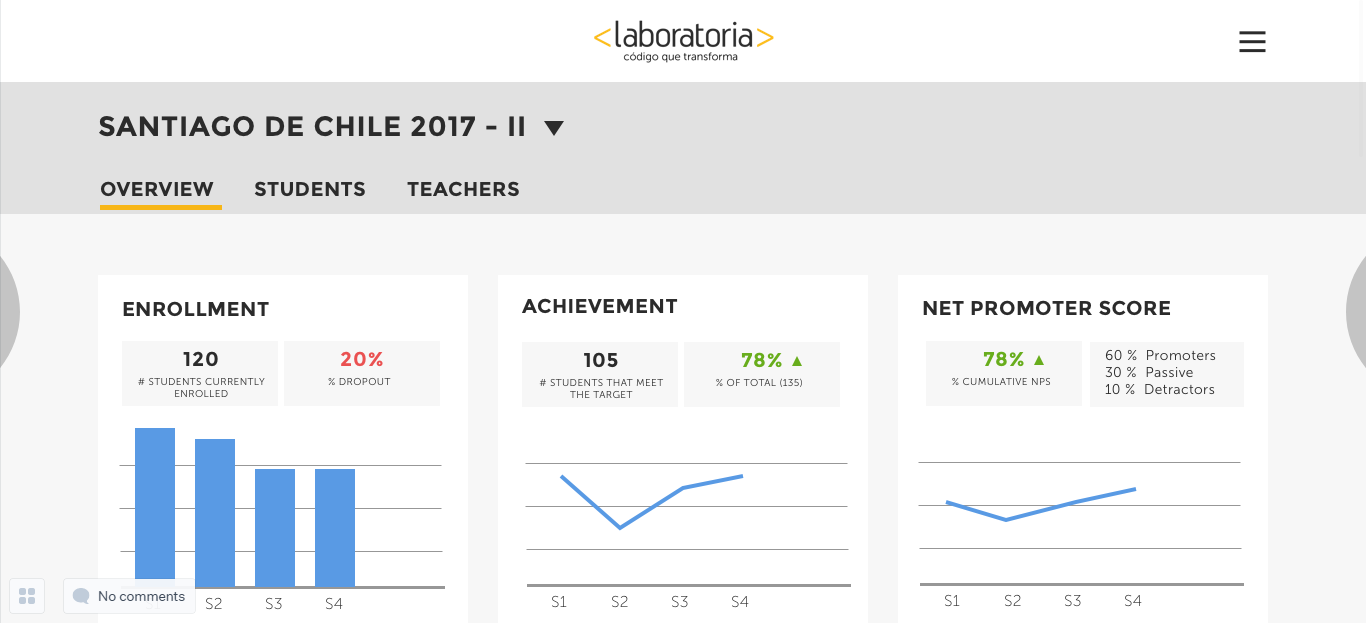 <laboratoria>
código que transforma
SANTIAGO DE CHILE 2017 - II
OVERVIEW STUDENTS TEACHERS
ENROLLMENT
120
# STUDENTS CURRENTLY
ENROLLED
20%
% DROPOUT
S2 S3 S4
ACHIEVEMENT
105
# STUDENTS THAT MEET
THE TARGET
78% ▲
% OF TOTAL (135)
S1 S2 S3 S4
NET PROMOTER SCORE
78% ▲
% CUMULATIVE NPS
60 % Promoters
30 % Passive
10 % Detractors
S1 S2 S3 S4
No comments